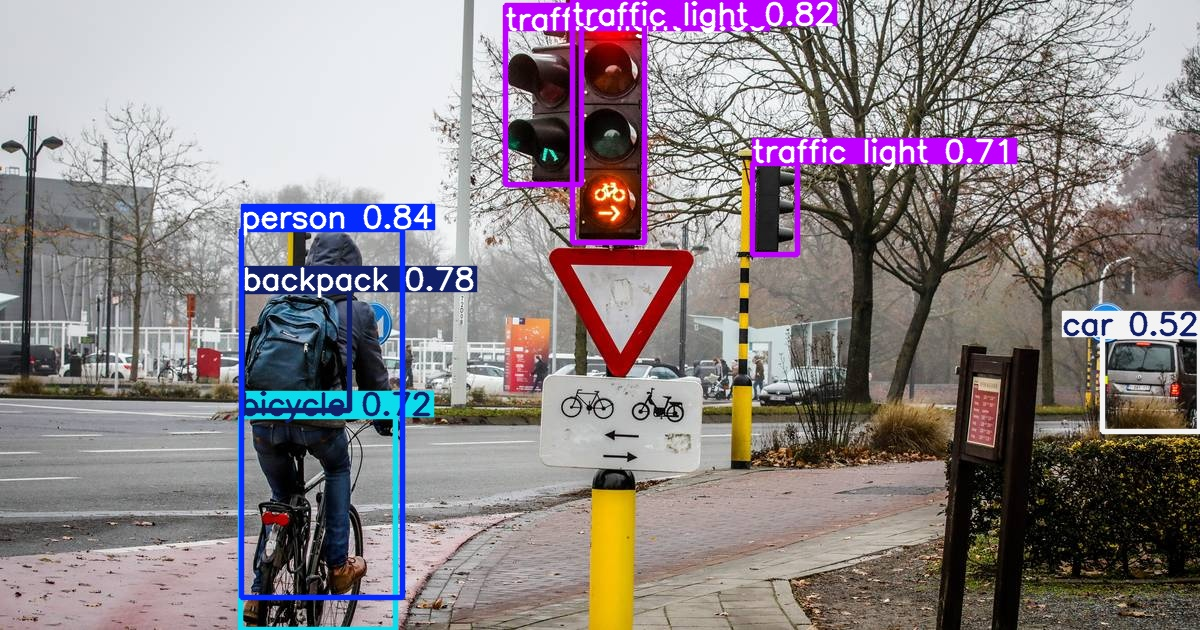 traffic light 0.82
traffic light 0.71
person 0.84
backpack 0.78
car 0.52
bicycle 0.72